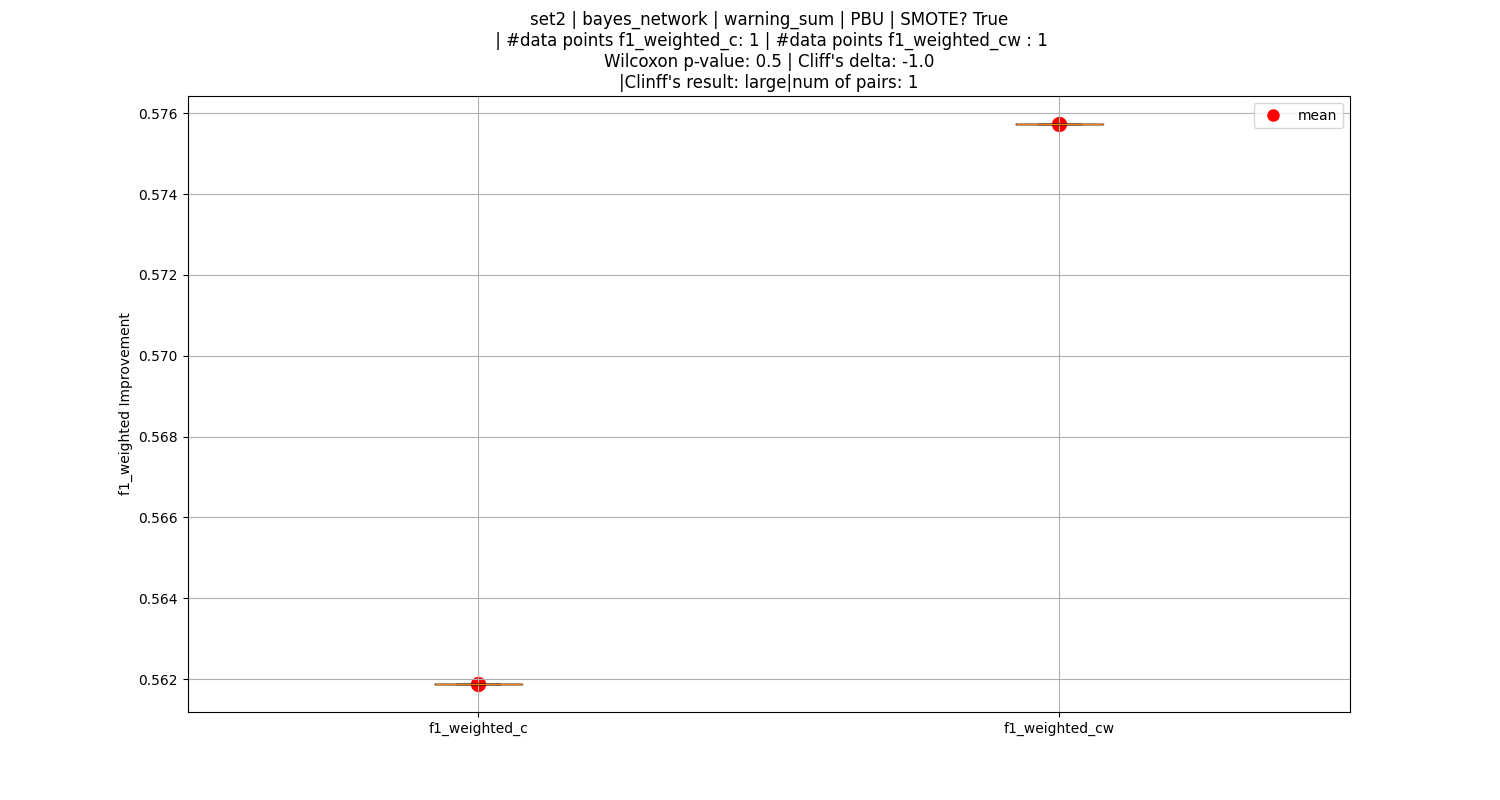 set2 | bayes_network | warning_sum | PBU | SMOTE? True
| #data points f1_weighted_c: 1 | #data points f1_weighted_cw : 1
Wilcoxon p-value: 0.5 | Cliff's delta: -1.0
|Clinff's result: large|num of pairs: 1
mean
f1_weighted Improvement
0.576
0.574
0.572
0.570
0.568
0.566
0.564
0.562
f1_weighted_c
f1_weighted_cw